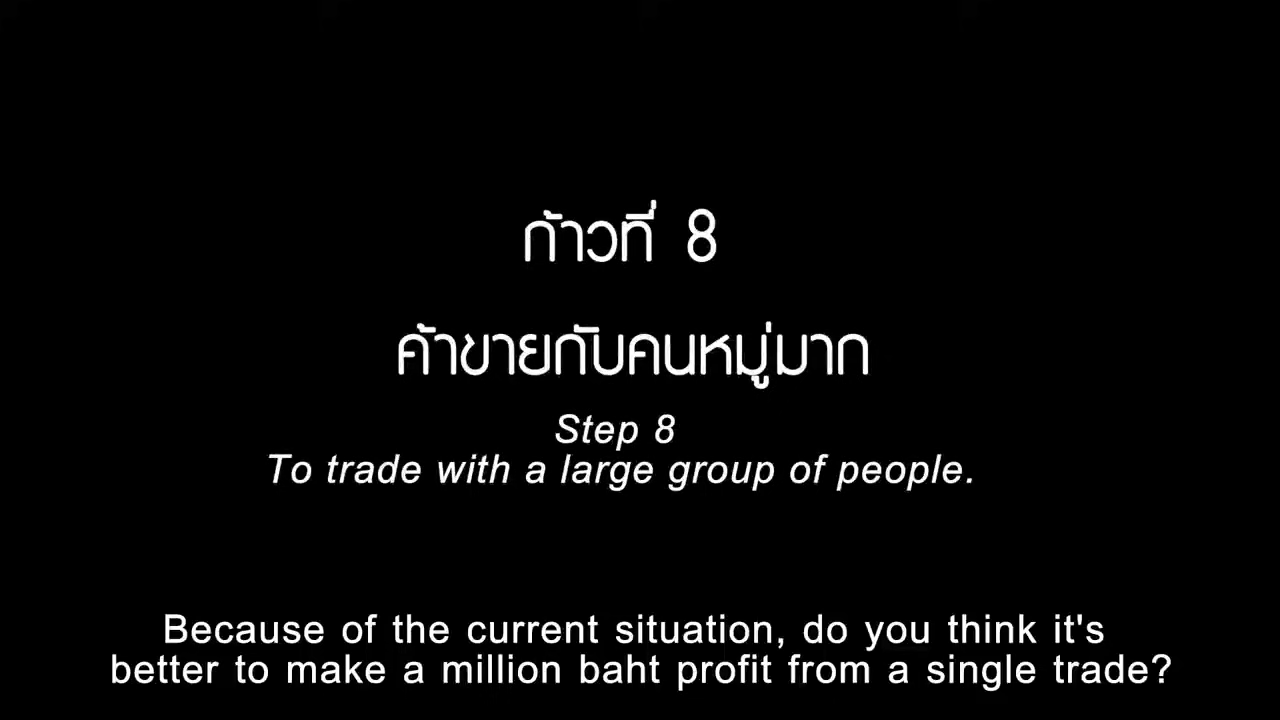 ก้าวที่ 8
ค้าขายกับคนหมู่มาก
Step 8
To trade with a large group of people.
Because of the current situation, do you think it's
better to make a million baht profit from a single trade?